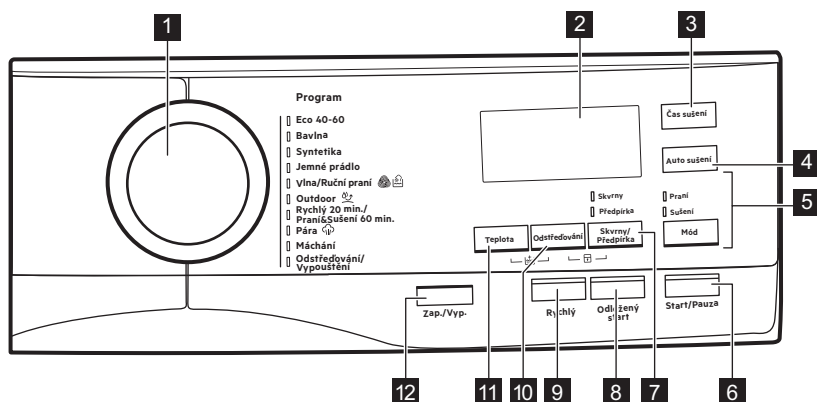 1
2
3
Program
Eco 40-60
Bavlna
Syntetika
Jemné prádlo
Vlna/Ruční praní
Outdoor
Rychlý 20 min./
Praní&Sušení 60 min.
Pára
Máchání
Odstřeďování/
Vypouštění
Čas sušení
Auto sušení
4
5
Skvrny
Předpírka
Praní
Sušení
Teplota
Odstřeďování
Skvrny/
Předpírka
Mód
Zap./Vyp.
Rychlý
Odložený
start
Start/Pauza
12
11
10
9
8
7
6